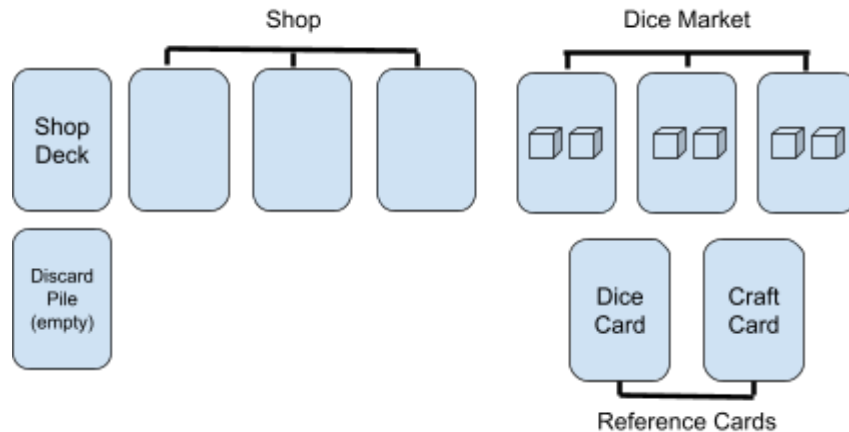 Shop
Dice Market
Shop
Deck
Discard
Pile
(empty)
Dice
Card
Craft
Card
Reference Cards